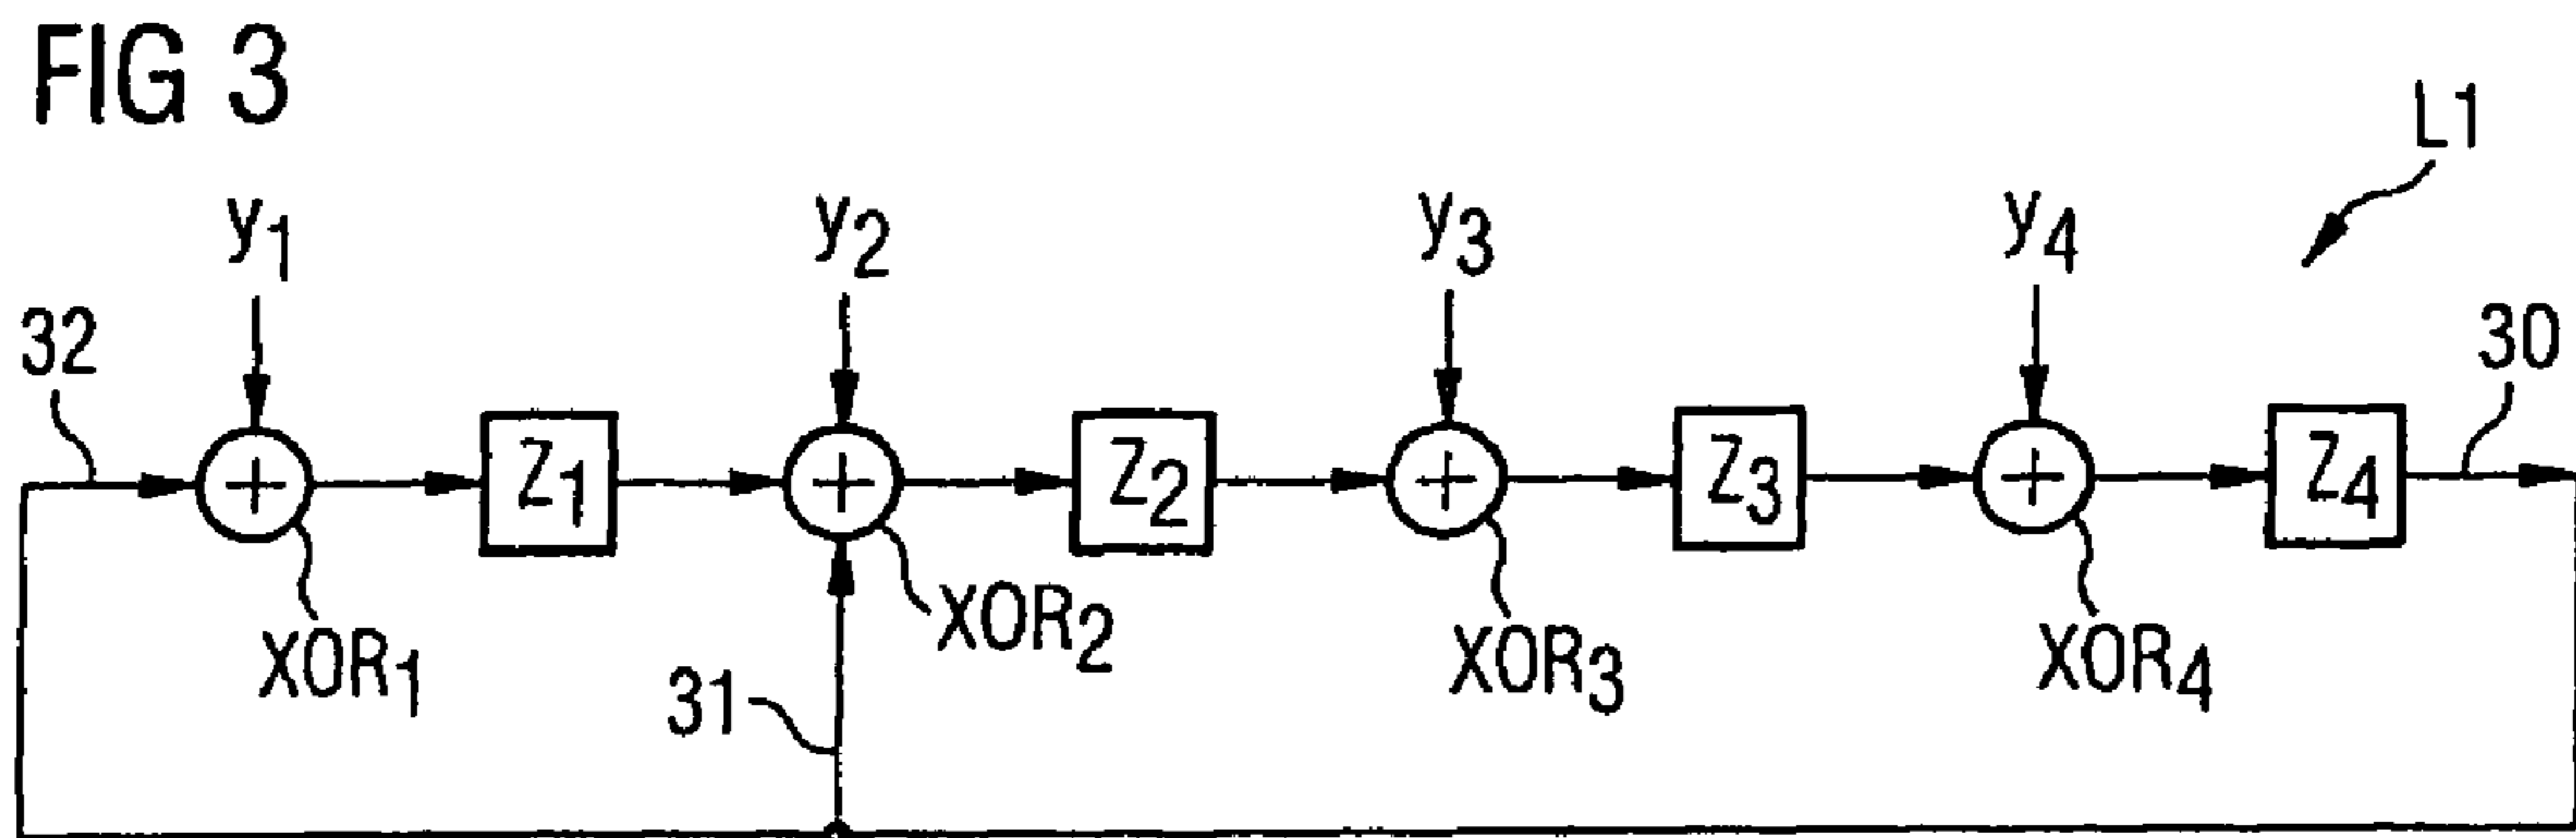 FIG 3
L1
y1 y2 y3 y4
32 30
Z1 Z2 Z3 Z4
XOR1 XOR2 XOR3 XOR4
31